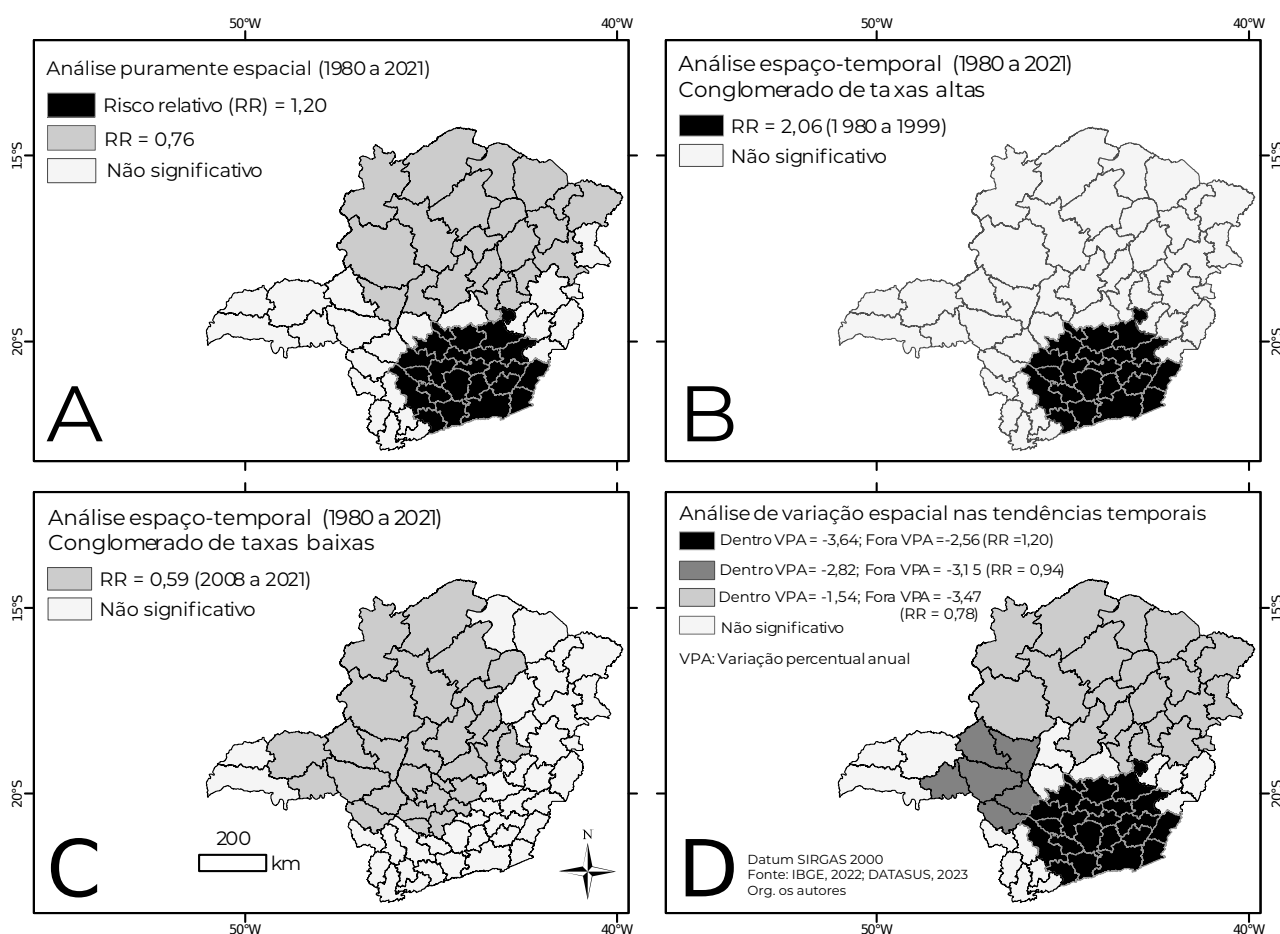 50°W
40°W
50°W
40°W
Análise puramente espacial (1980 a 2021)
Risco relativo (RR) = 1,20
RR = 0,76
Não significativo
15°S
20°S
A
Análise espaço-temporal (1980 a 2021)
Conglomerado de taxas altas
RR = 2,06 (1980 a 1999)
Não significativo
15°S
20°S
B
Análise espaço-temporal (1980 a 2021)
Conglomerado de taxas baixas
RR = 0,59 (2008 a 2021)
Não significativo
15°S
20°S
C
200
km
N
Análise de variação espacial nas tendências temporais
Dentro VPA = -3,64; Fora VPA =-2,56 (RR =1,20)
Dentro VPA = -2,82; Fora VPA = -3,15 (RR = 0,94)
Dentro VPA= -1,54; Fora VPA = -3,47
(RR = 0,78)
Não significativo
VPA: Variação percentual anual
15°S
20°S
D
Datum SIRGAS 2000
Fonte: IBGE, 2022; DATASUS, 2023
Org. os autores
50°W
40°W
50°W
40°W